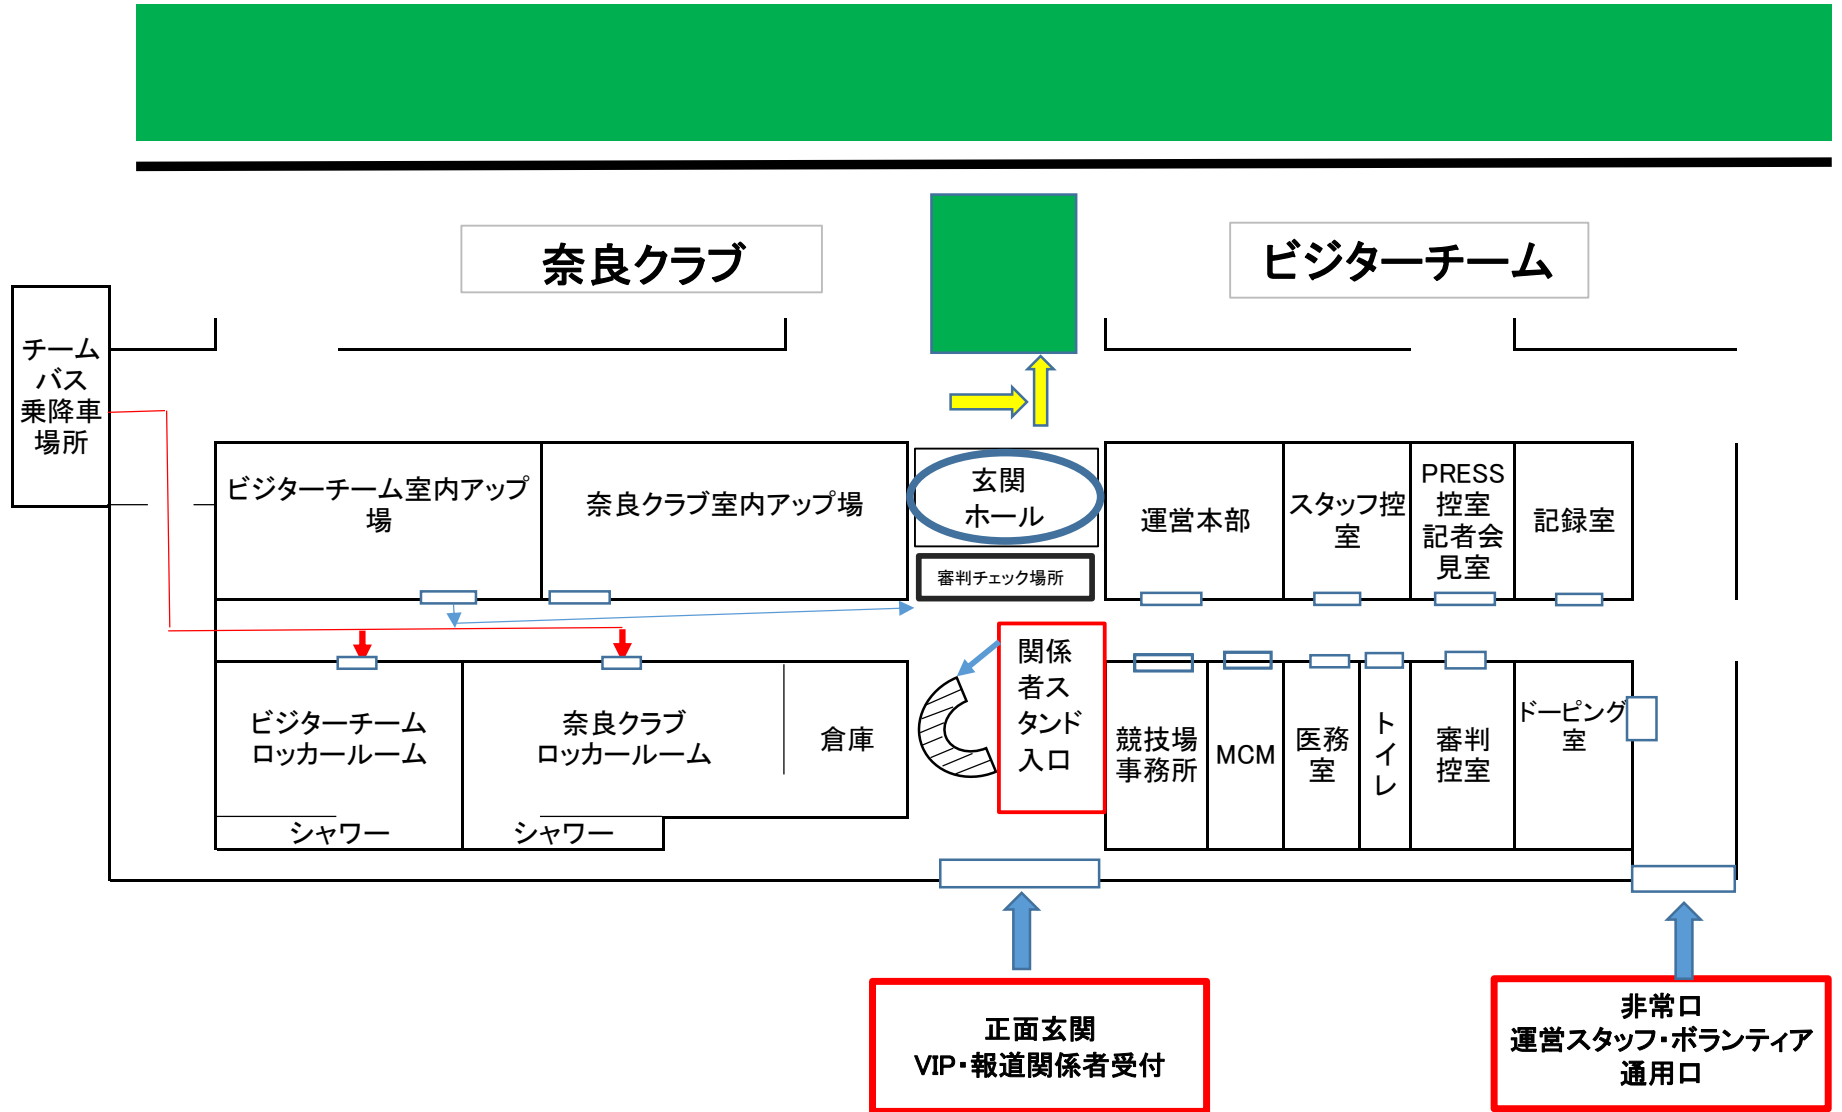 奈良クラブ
ビジターチーム
チーム
バス
乗降車
場所
ビジターチーム室内アップ
場
奈良クラブ室内アップ場
玄関
ホール
審判チェック場所
運営本部
スタッフ控
室
PRESS
控室
記者会
見室
記録室
ビジターチーム
ロッカールーム
シャワー
奈良クラブ
ロッカールーム
シャワー
倉庫
関係
者ス
タンド
入口
競技場
事務所
MCM
医務
室
ト
イ
レ
審判
控室
ドーピング
室
正面玄関
VIP・報道関係者受付
非常口
運営スタッフ・ボランティア
通用口